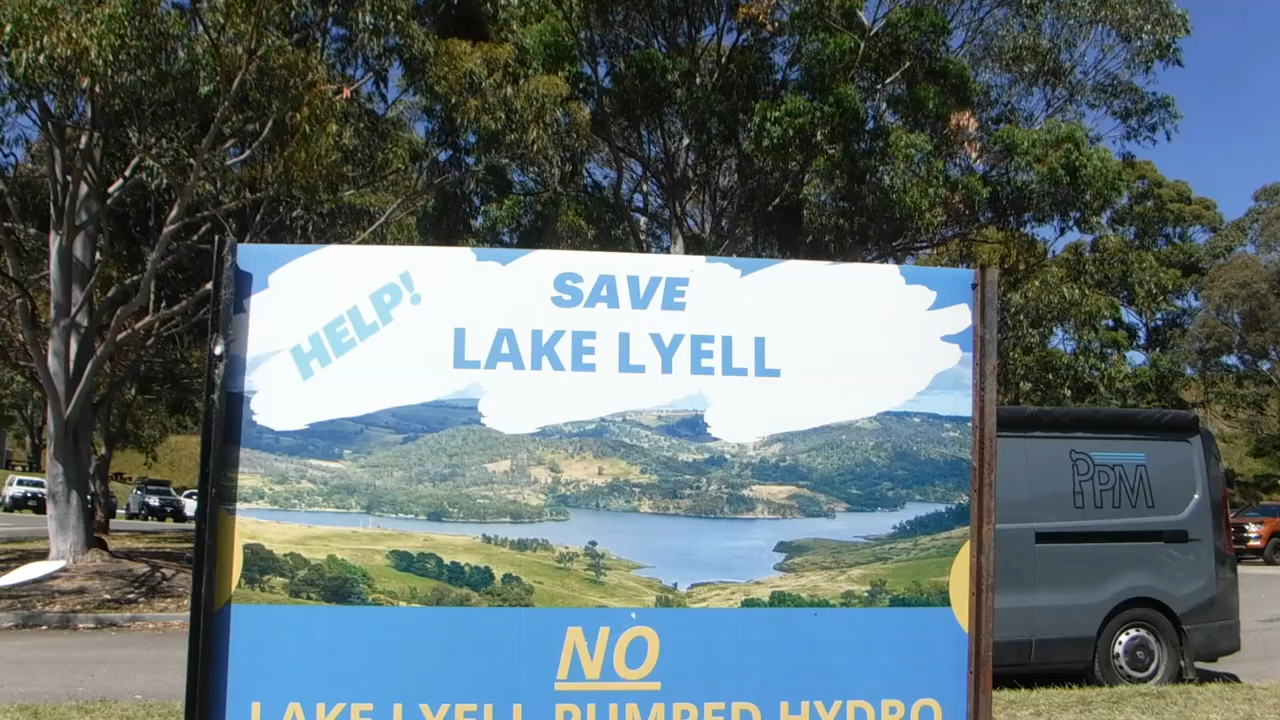 HELP!
SAVE
LAKE LYELL
PPM
NO
LAKE LYELL PUMPED HYDRO